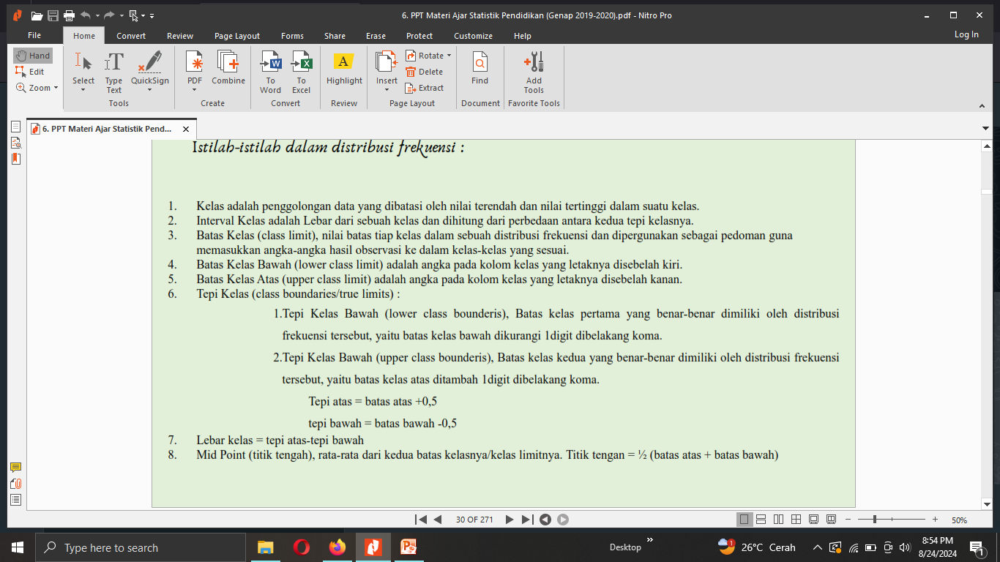 6. PPT Materi Ajar Statistik Pendidikan (Genap 2019-2020).pdf - Nitro Pro
File
Home
Convert
Review
Page Layout
Forms
Share
Erase
Protect
Customize
Help
Log In
Hand
Edit
Zoom
Select
Type Text
QuickSign
Tools
PDF
Combine
Create
To Word
To Excel
Convert
Highlight
Review
Insert
Rotate
Delete
Extract
Page Layout
Find
Document
Add Tools
Favorite Tools
6. PPT Materi Ajar Statistik Pend...
Istilah-istilah dalam distribusi frekuensi :
1. Kelas adalah penggolongan data yang dibatasi oleh nilai terendah dan nilai tertinggi dalam suatu kelas.
2. Interval Kelas adalah Lebar dari sebuah kelas dan dihitung dari perbedaan antara kedua tepi kelasnya.
3. Batas Kelas (class limit), nilai batas tiap kelas dalam sebuah distribusi frekuensi dan dipergunakan sebagai pedoman guna
memasukkan angka-angka hasil observasi ke dalam kelas-kelas yang sesuai.
4. Batas Kelas Bawah (lower class limit) adalah angka pada kolom kelas yang letaknya disebelah kiri.
5. Batas Kelas Atas (upper class limit) adalah angka pada kolom kelas yang letaknya disebelah kanan.
6. Tepi Kelas (class boundaries/true limits) :
1.Tepi Kelas Bawah (lower class bounderis), Batas kelas pertama yang benar-benar dimiliki oleh distribusi
frekuensi tersebut, yaitu batas kelas bawah dikurangi 1digit dibelakang koma.
2.Tepi Kelas Bawah (upper class bounderis), Batas kelas kedua yang benar-benar dimiliki oleh distribusi frekuensi
tersebut, yaitu batas kelas atas ditambah 1digit dibelakang koma.
Tepi atas = batas atas +0,5
tepi bawah = batas bawah -0,5
7. Lebar kelas = tepi atas-tepi bawah
8. Mid Point (titik tengah), rata-rata dari kedua batas kelasnya/kelas limitnya. Titik tengan = ½ (batas atas + batas bawah)
30 OF 271
50%
Type here to search
Desktop
26°C Cerah
8:54 PM
8/24/2024
1